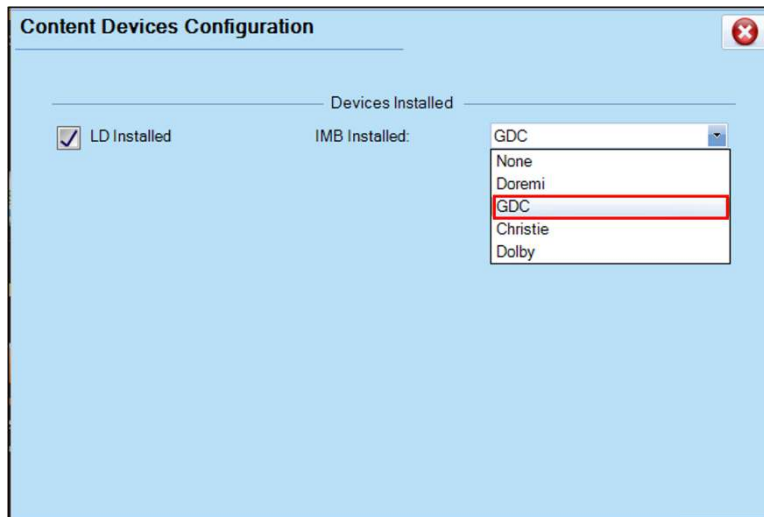 Content Devices Configuration
Devices Installed
LD Installed IMB Installed: GDC
None
Doremi
GDC
Christie
Dolby